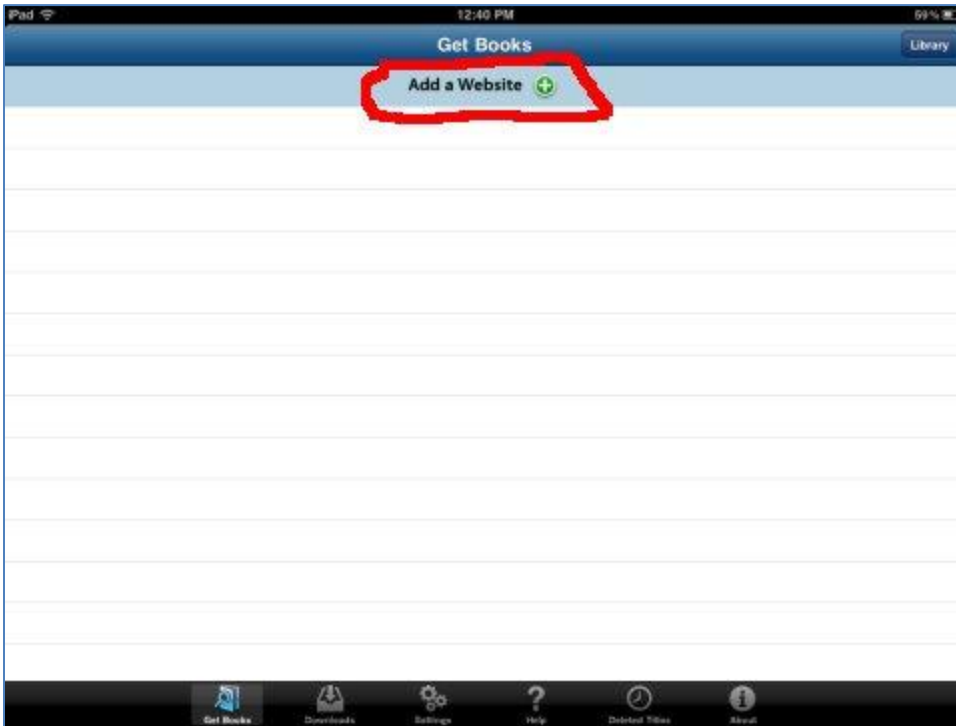 iPad 12:40 PM 59%
Get Books
Library
Add a Website
Get Books Downloads Settings Help Deleted Titles About